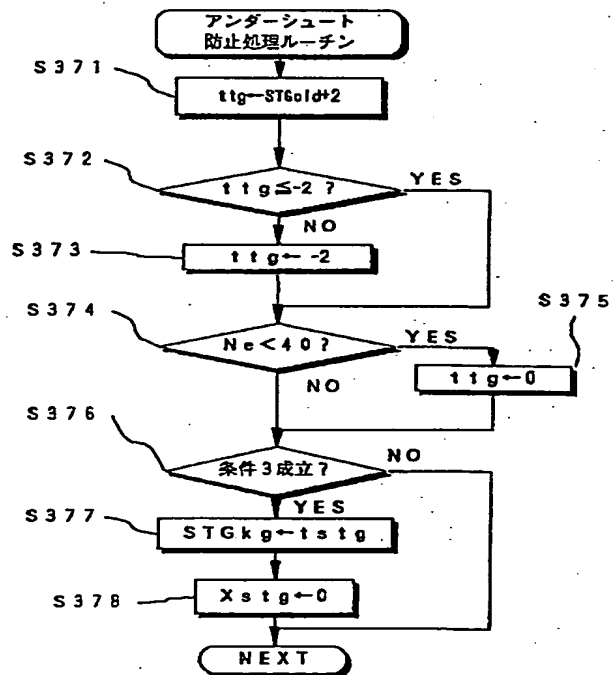 アンダーシュート
防止処理ルーチン
S371
ttg←STGold+2
S372
ttg≦-2?
YES
NO
S373
ttg← -2
S374
S375
Ne<40?
YES
ttg←0
NO
S376
条件3成立?
NO
YES
S377
STGkg←tstg
S378
Xstg←0
NEXT